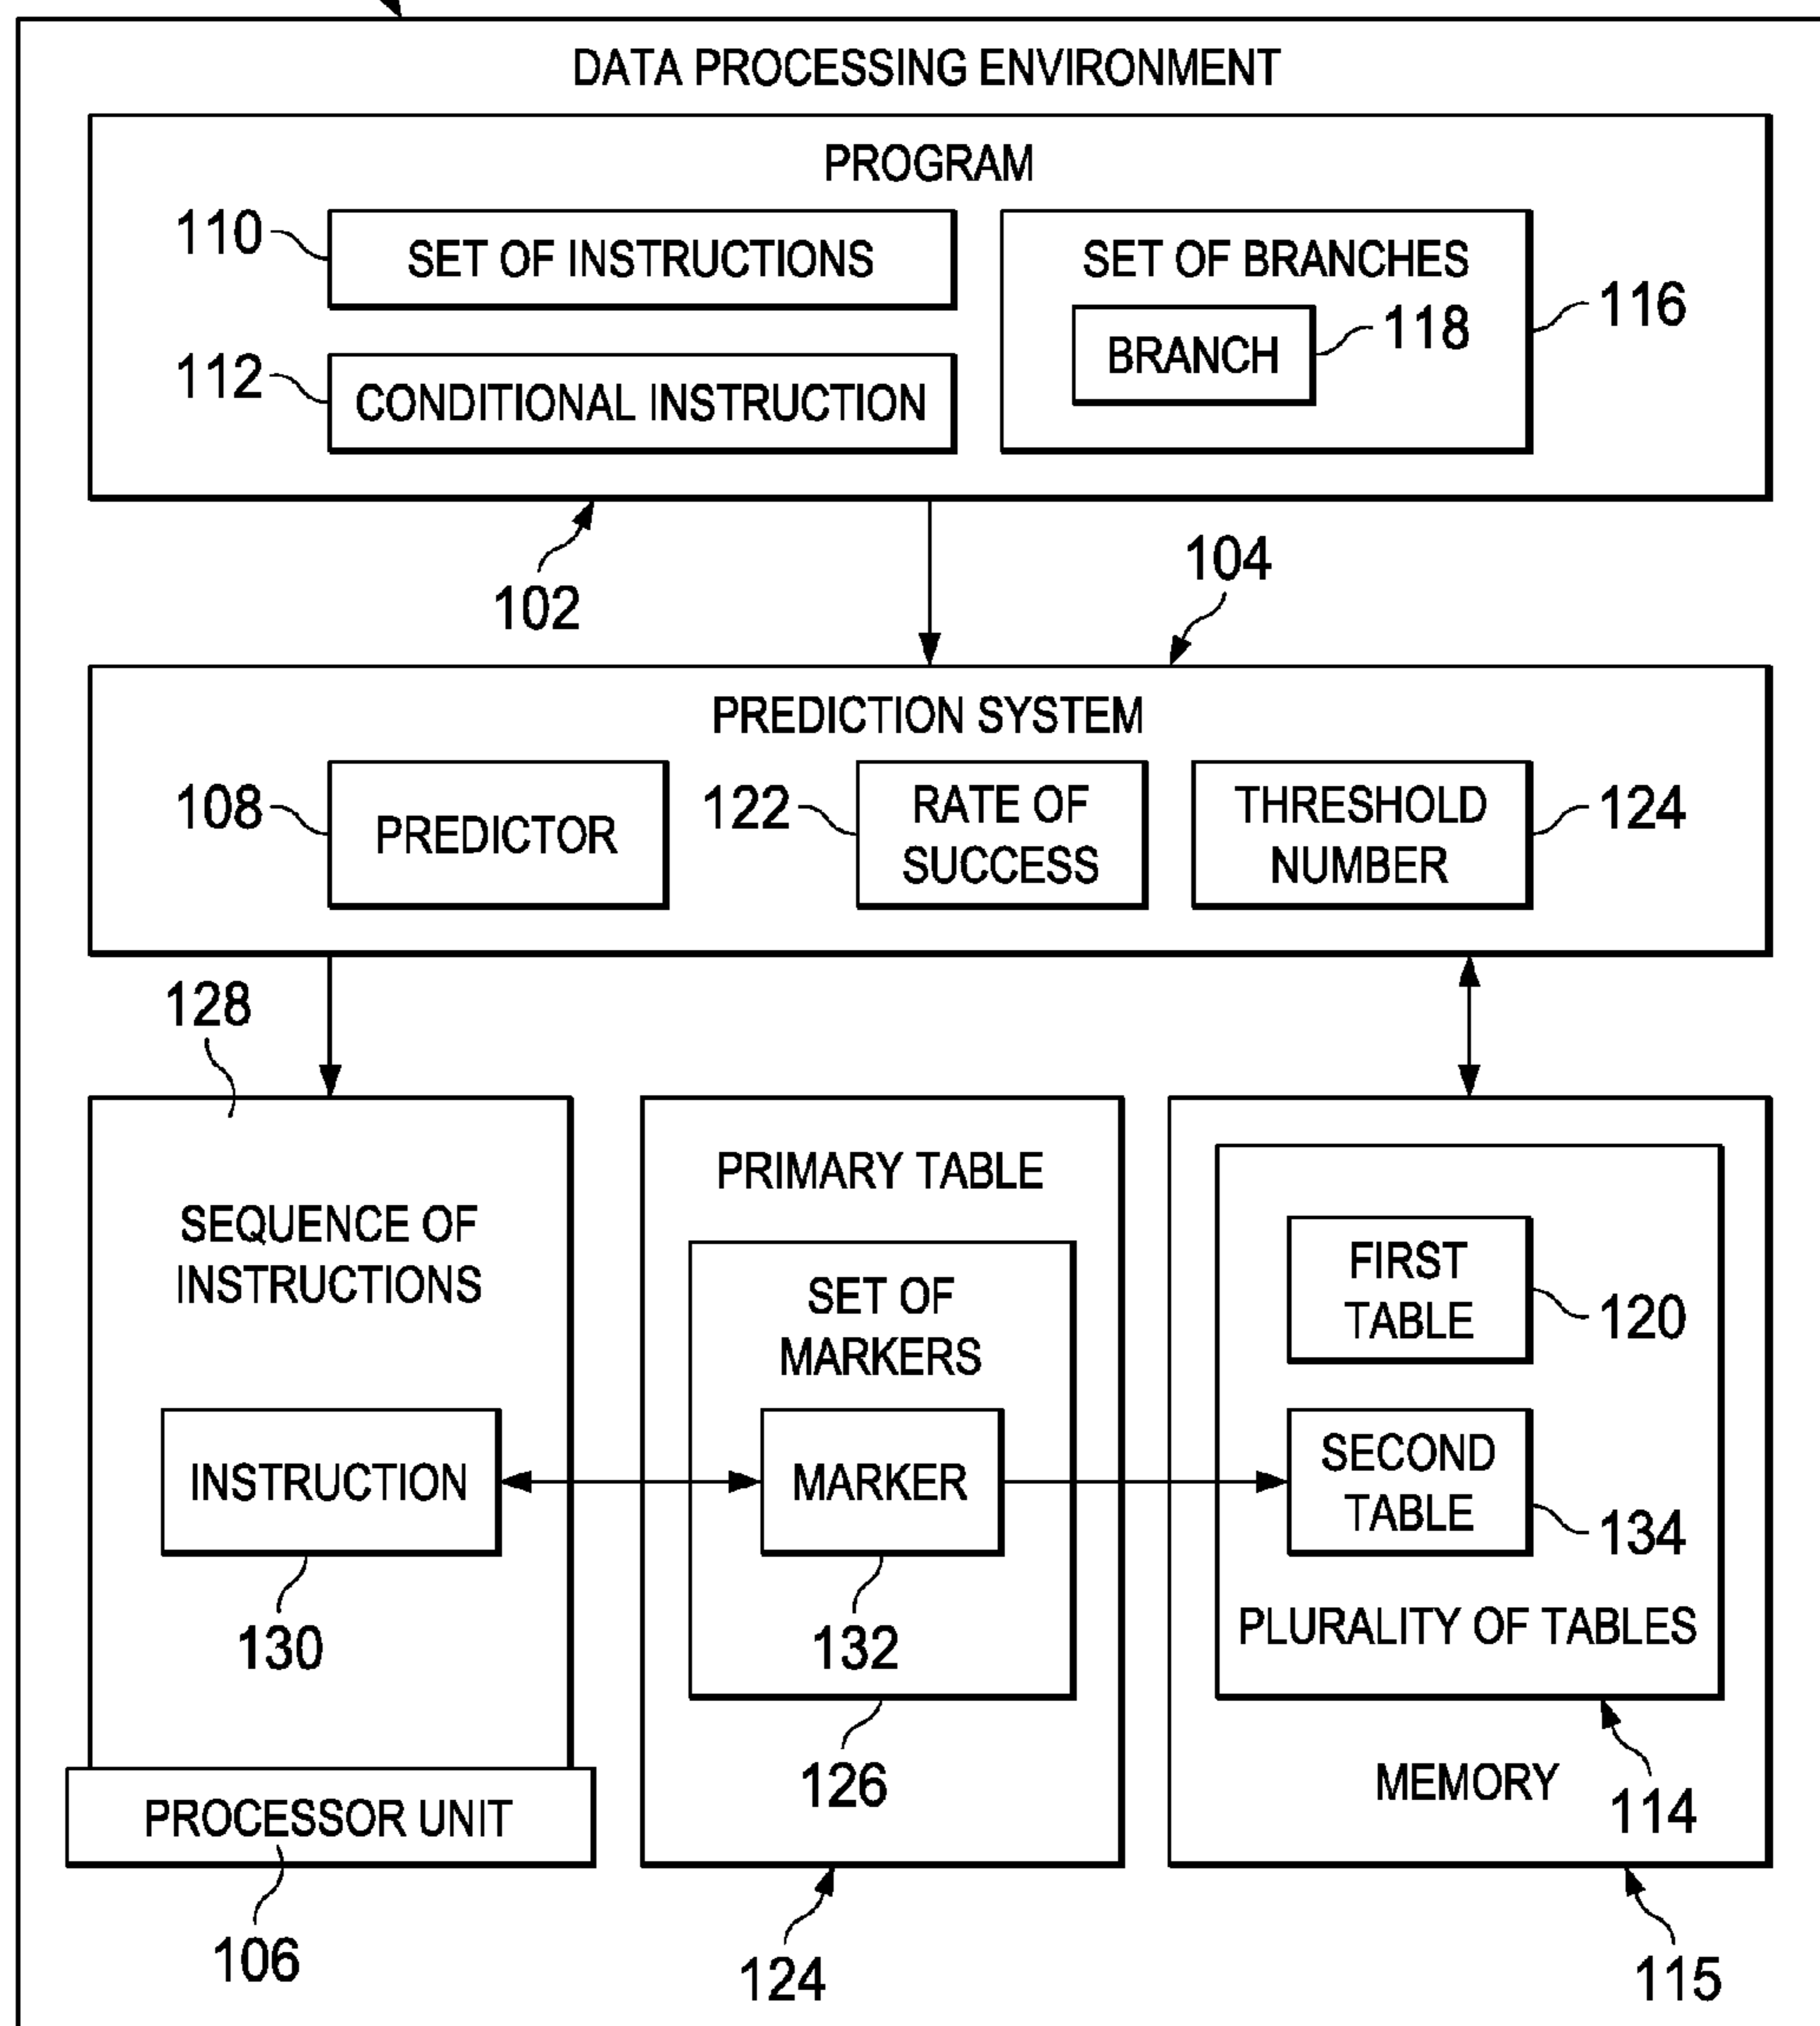 DATA PROCESSING ENVIRONMENT
PROGRAM
110
SET OF INSTRUCTIONS
SET OF BRANCHES
116
BRANCH
118
112
CONDITIONAL INSTRUCTION
102
104
PREDICTION SYSTEM
108
PREDICTOR
122
RATE OF
SUCCESS
THRESHOLD
NUMBER
124
128
SEQUENCE OF
INSTRUCTIONS
INSTRUCTION
130
PROCESSOR UNIT
106
PRIMARY TABLE
SET OF
MARKERS
MARKER
132
126
124
FIRST
TABLE
120
SECOND
TABLE
134
PLURALITY OF TABLES
114
MEMORY
115